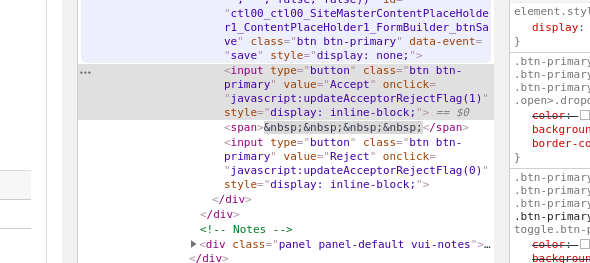 "ctl00_ctl00_SiteMasterContentPlaceHolde
r1_ContentPlaceHolder1_FormBuilder_btnSa
ve" class="btn btn-primary" data-event=
"save" style="display: none;">
<input type="button" class="btn btn-
primary" value="Accept" onclick=
"javascript:updateAcceptorRejectFlag(1)"
style="display: inline-block;"> == $0
<span>&nbsp;&nbsp;&nbsp;&nbsp;</span>
<input type="button" class="btn btn-
primary" value="Reject" onclick=
"javascript:updateAcceptorRejectFlag(0)"
style="display: inline-block;">
</div>
</div>
<!-- Notes -->
<div class="panel panel-default vui-notes">…
</div>
element.styl
display:
}
.btn-primary
.btn-primary
.btn-primary
.open>.dropd
color:
backgroun
border-co
}
.btn-primary
.btn-primary
.btn-primary
.btn-primary
toggle.btn-p
color:
backgroun